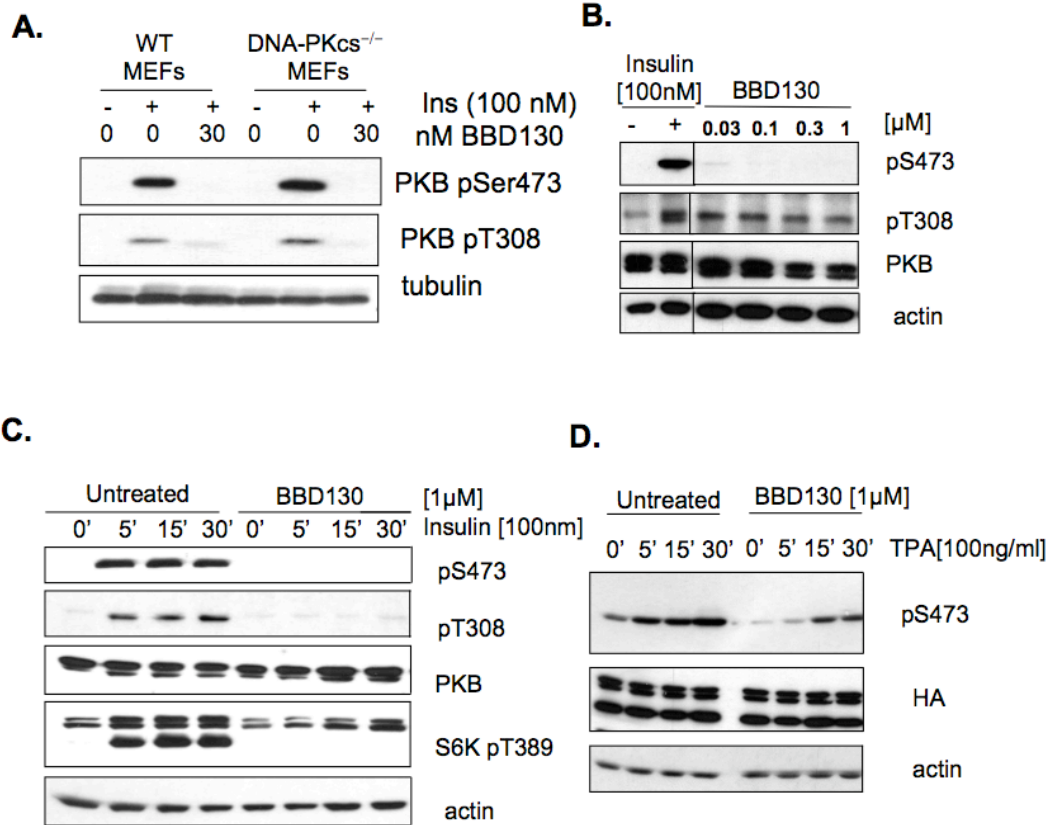 A.
WT DNA-PKcs–/–
MEFs MEFs
- + + - + + Ins (100 nM)
0 0 30 0 0 30 nM BBD130
PKB pSer473
PKB pT308
tubulin
B.
Insulin
[100nM] BBD130
- + 0.03 0.1 0.3 1 [µM]
pS473
pT308
PKB
actin
C.
Untreated BBD130 [1µM]
0' 5' 15' 30' 0' 5' 15' 30' Insulin [100nm]
pS473
pT308
PKB
S6K pT389
actin
D.
Untreated BBD130 [1µM]
0' 5' 15' 30' 0' 5' 15' 30' TPA[100ng/ml]
pS473
HA
actin